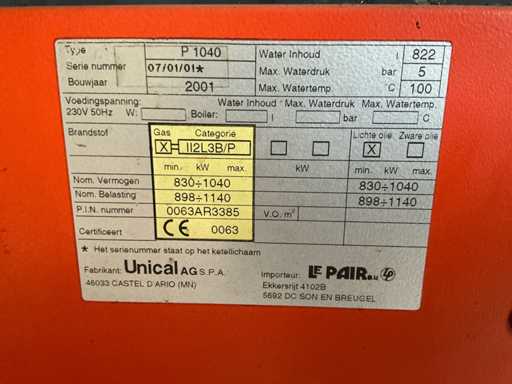 Type P 1040 Water Inhoud l 822
Serie nummer 07/01/01* Max. Waterdruk bar 5
Bouwjaar 2001 Max. Watertemp. °C 100
Voedingspanning: Water Inhoud Max. Waterdruk Max. Watertemp.
230V 50Hz W: Boiler: l bar °C
Brandstof Gas Categorie Lichte olie Zware olie
X II2L3B/P X
min. kW max. min. kW max.
Nom. Vermogen 830÷1040 830÷1040
Nom. Belasting 898÷1140 898÷1140
P.I.N. nummer 0063AR3385 V.O. m²
Certificeert CE 0063
* Het serienummer staat op het ketellichaam
Fabrikant: Unical AG S.P.A. Importeur: LE PAIR B.V. LP
46033 CASTEL D'ARIO (MN) Ekkersrijt 4102B
5692 DC SON EN BREUGEL